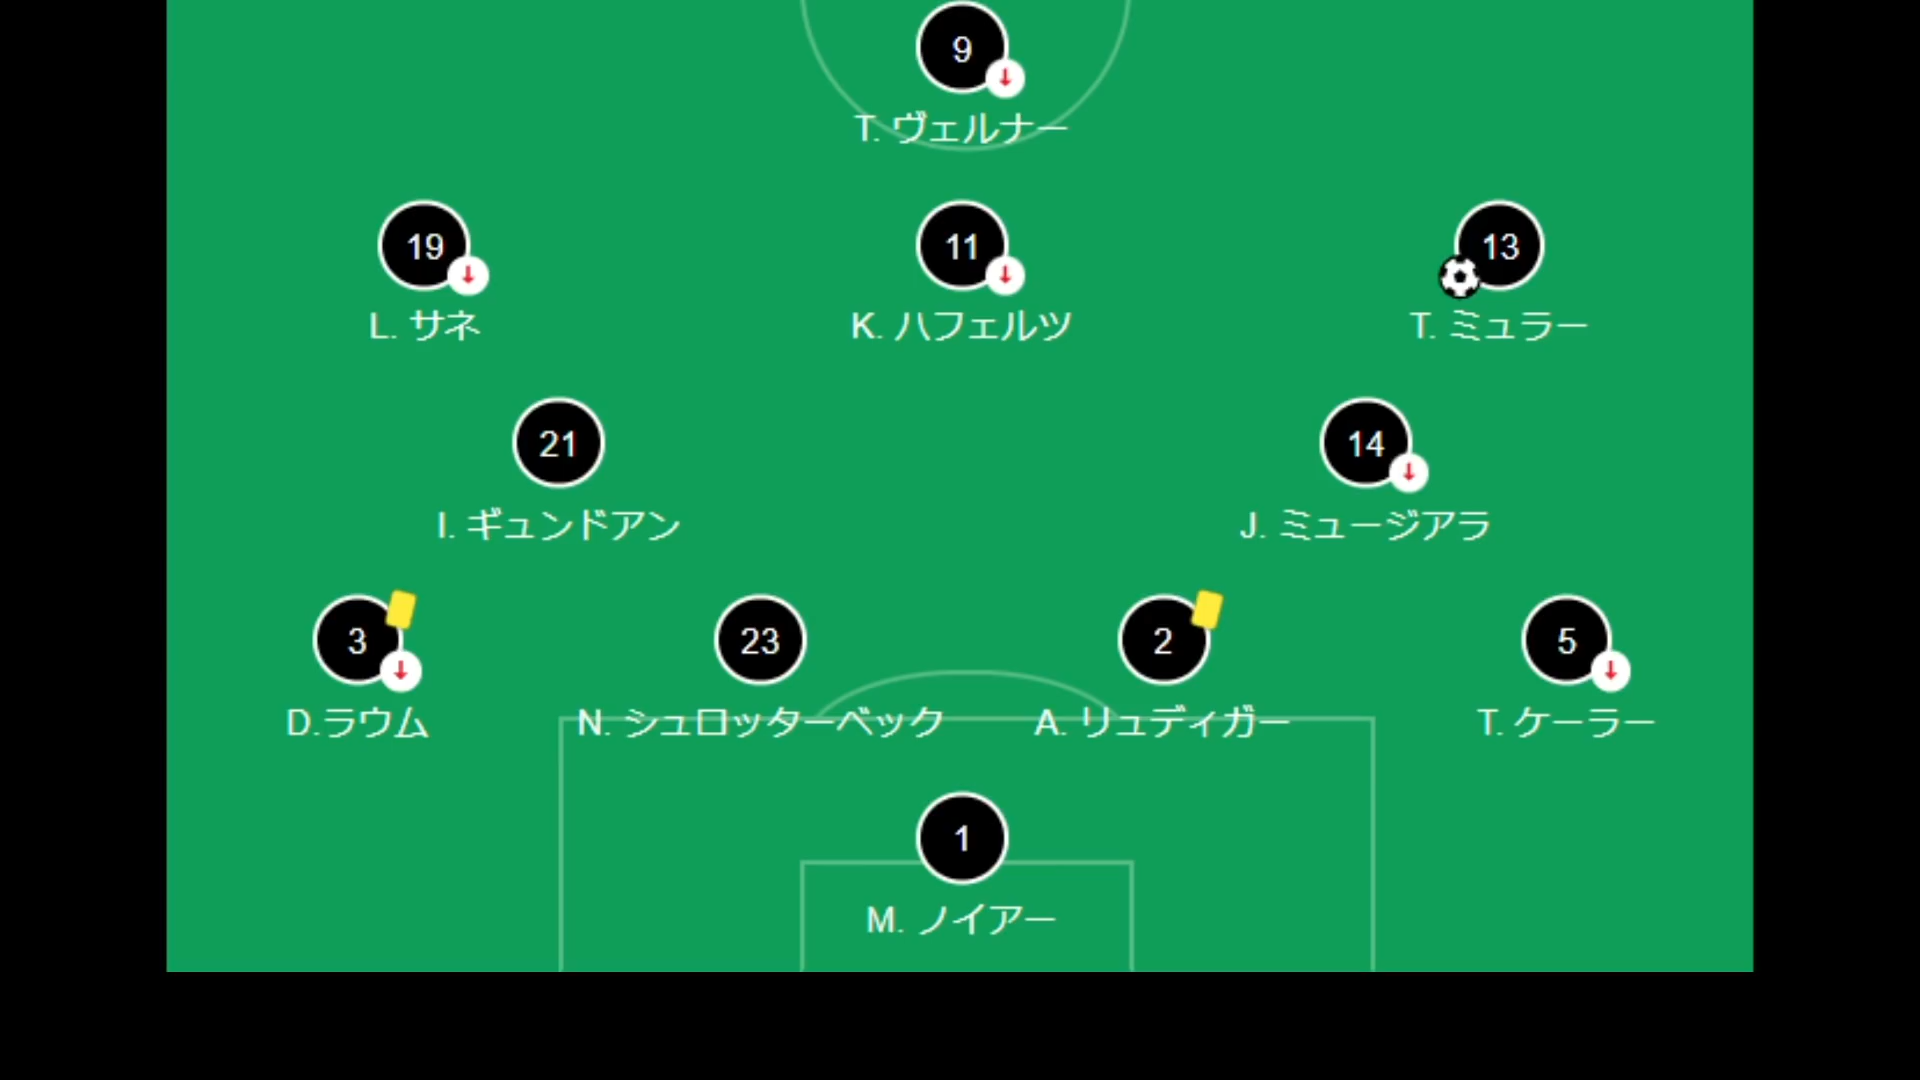 9
T. ヴェルナー
19 11 13
L. サネ K. ハフェルツ T. ミュラー
21 14
I. ギュンドアン J. ミュージアラ
3 23 2 5
D.ラウム N. シュロッターベック A. リュディガー T. ケーラー
1
M. ノイアー